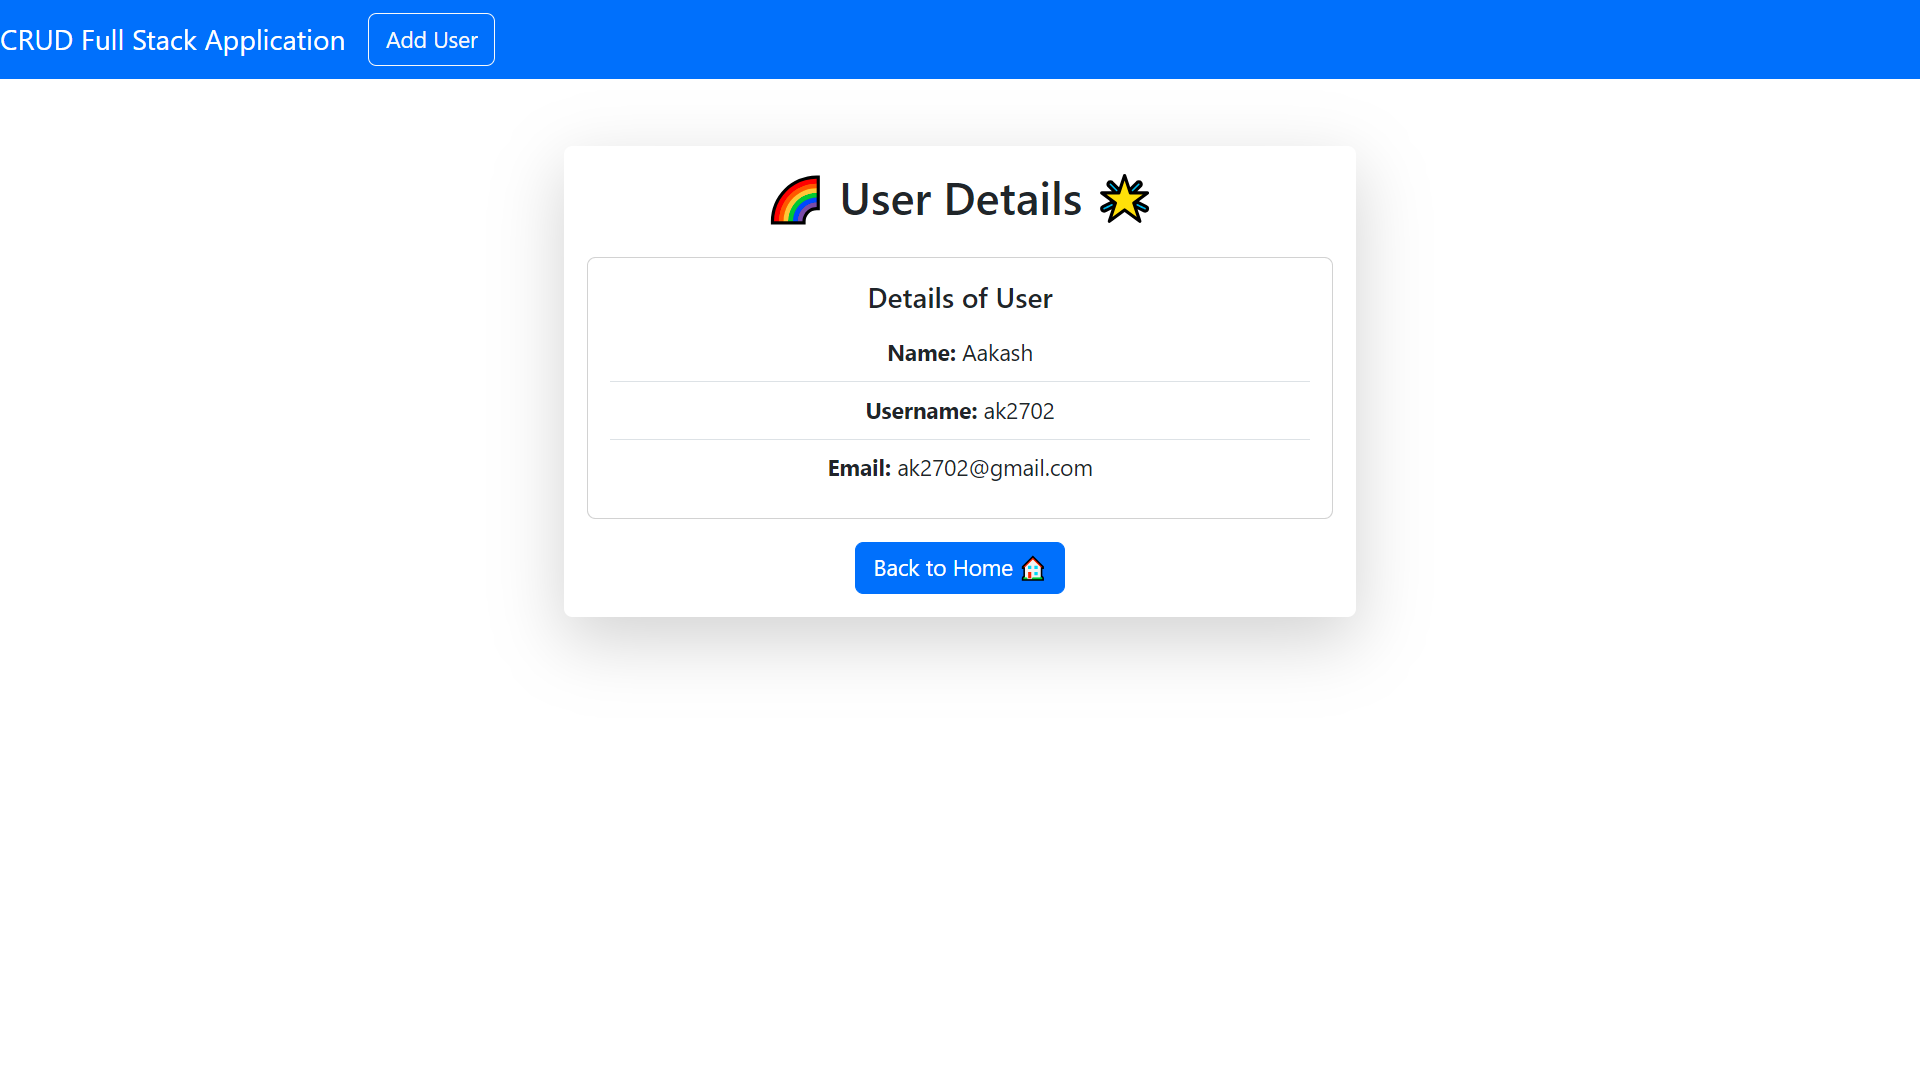 CRUD Full Stack Application Add User
🌈 User Details 🌟
Details of User
Name: Aakash
Username: ak2702
Email: ak2702@gmail.com
Back to Home 🏠